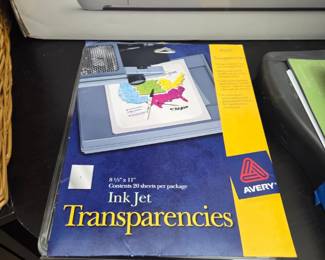 8 ½" x 11"
Contents 20 sheets per package
Ink Jet
Transparencies
AVERY